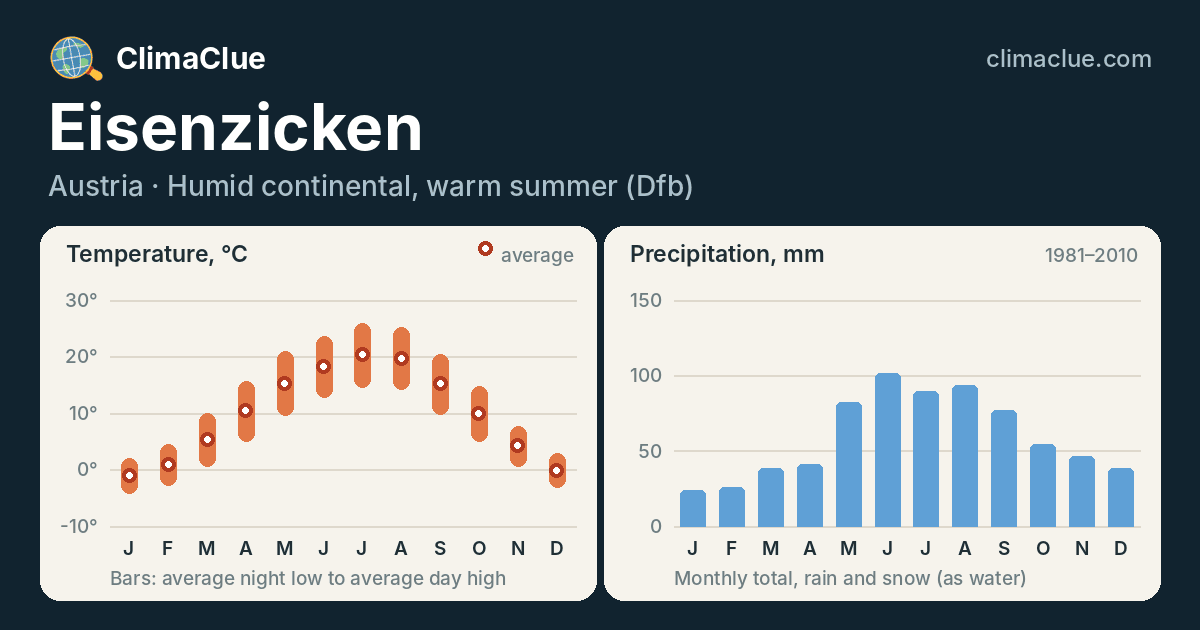 ClimaClue
climaclue.com
Eisenzicken
Austria · Humid continental, warm summer (Dfb)
Temperature, °C
average
30°
20°
10°
0°
-10°
J F M A M J J A S O N D
Bars: average night low to average day high
Precipitation, mm
1981–2010
150
100
50
0
J F M A M J J A S O N D
Monthly total, rain and snow (as water)